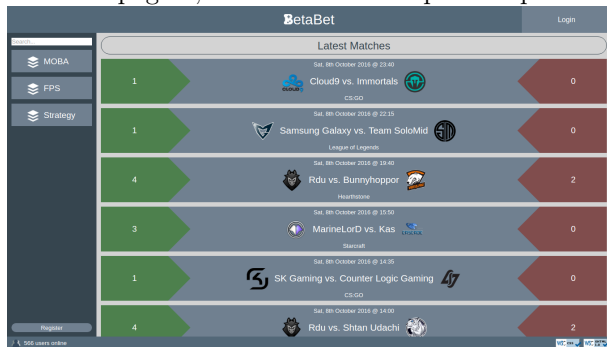 BetaBet
Login
Search...
Latest Matches
MOBA
FPS
Strategy
Sat, 8th October 2016 @ 23:40
1
Cloud9 vs. Immortals
0
CS:GO
Sat, 8th October 2016 @ 22:15
1
Samsung Galaxy vs. Team SoloMid
0
League of Legends
Sat, 8th October 2016 @ 19:40
4
Rdu vs. Bunnyhoppor
2
Hearthstone
Sat, 8th October 2016 @ 15:50
3
MarineLorD vs. Kas
0
Starcraft
Sat, 8th October 2016 @ 14:35
1
SK Gaming vs. Counter Logic Gaming
0
CS:GO
Sat, 8th October 2016 @ 14:00
4
Rdu vs. Shtan Udachi
2
Register
566 users online